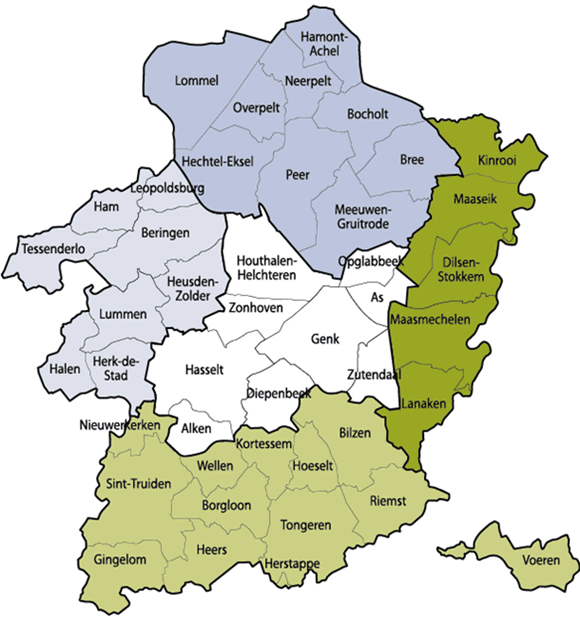 Hamont-
Achel
Lommel
Neerpelt
Overpelt
Bocholt
Hechtel-Eksel
Peer
Bree
Kinrooi
Leopoldsburg
Ham
Maaseik
Meeuwen-
Gruitrode
Beringen
Tessenderlo
Houthalen-
Helchteren
Opglabbeek
Dilsen-
Stokkem
Heusden-
Zolder
As
Zonhoven
Lummen
Maasmechelen
Genk
Halen
Herk-de-
Stad
Hasselt
Zutendaal
Diepenbeek
Lanaken
Nieuwerkerken
Alken
Kortessem
Bilzen
Wellen
Hoeselt
Sint-Truiden
Borgloon
Riemst
Tongeren
Gingelom
Heers
Herstappe
Voeren